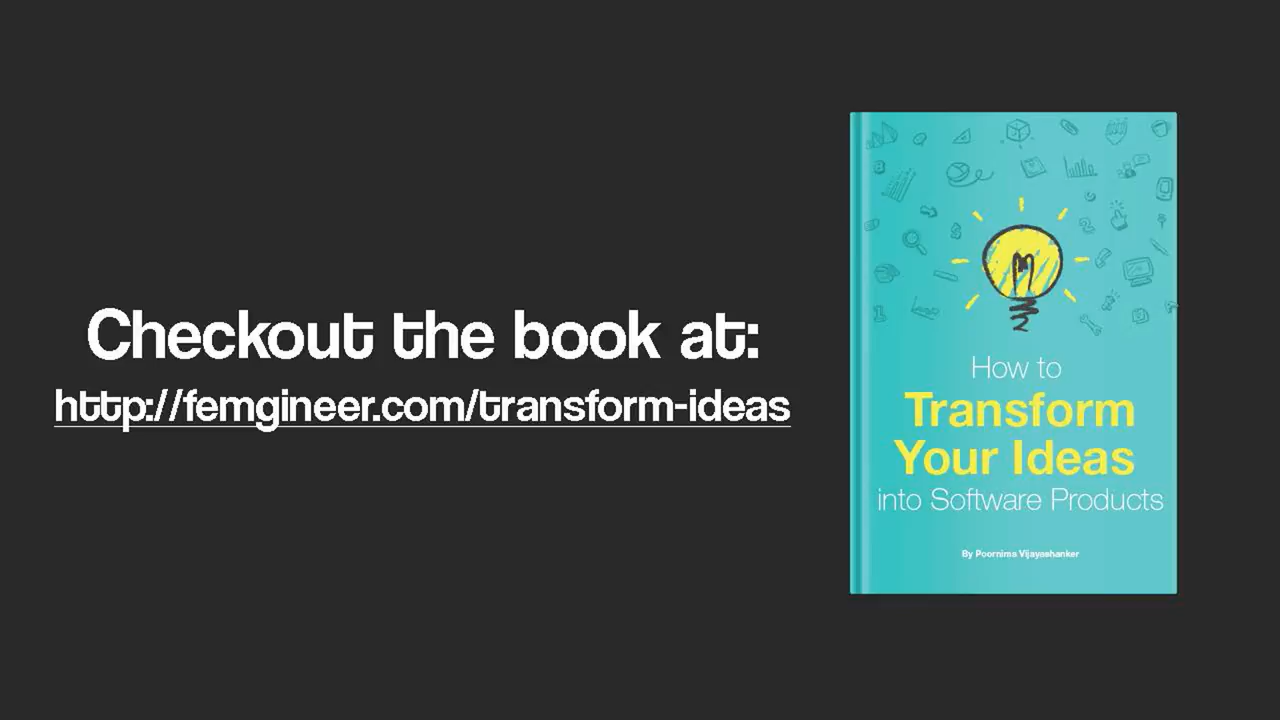 Checkout the book at:
http://femgineer.com/transform-ideas
How to
Transform
Your Ideas
into Software Products
By Poornima Vijayashanker